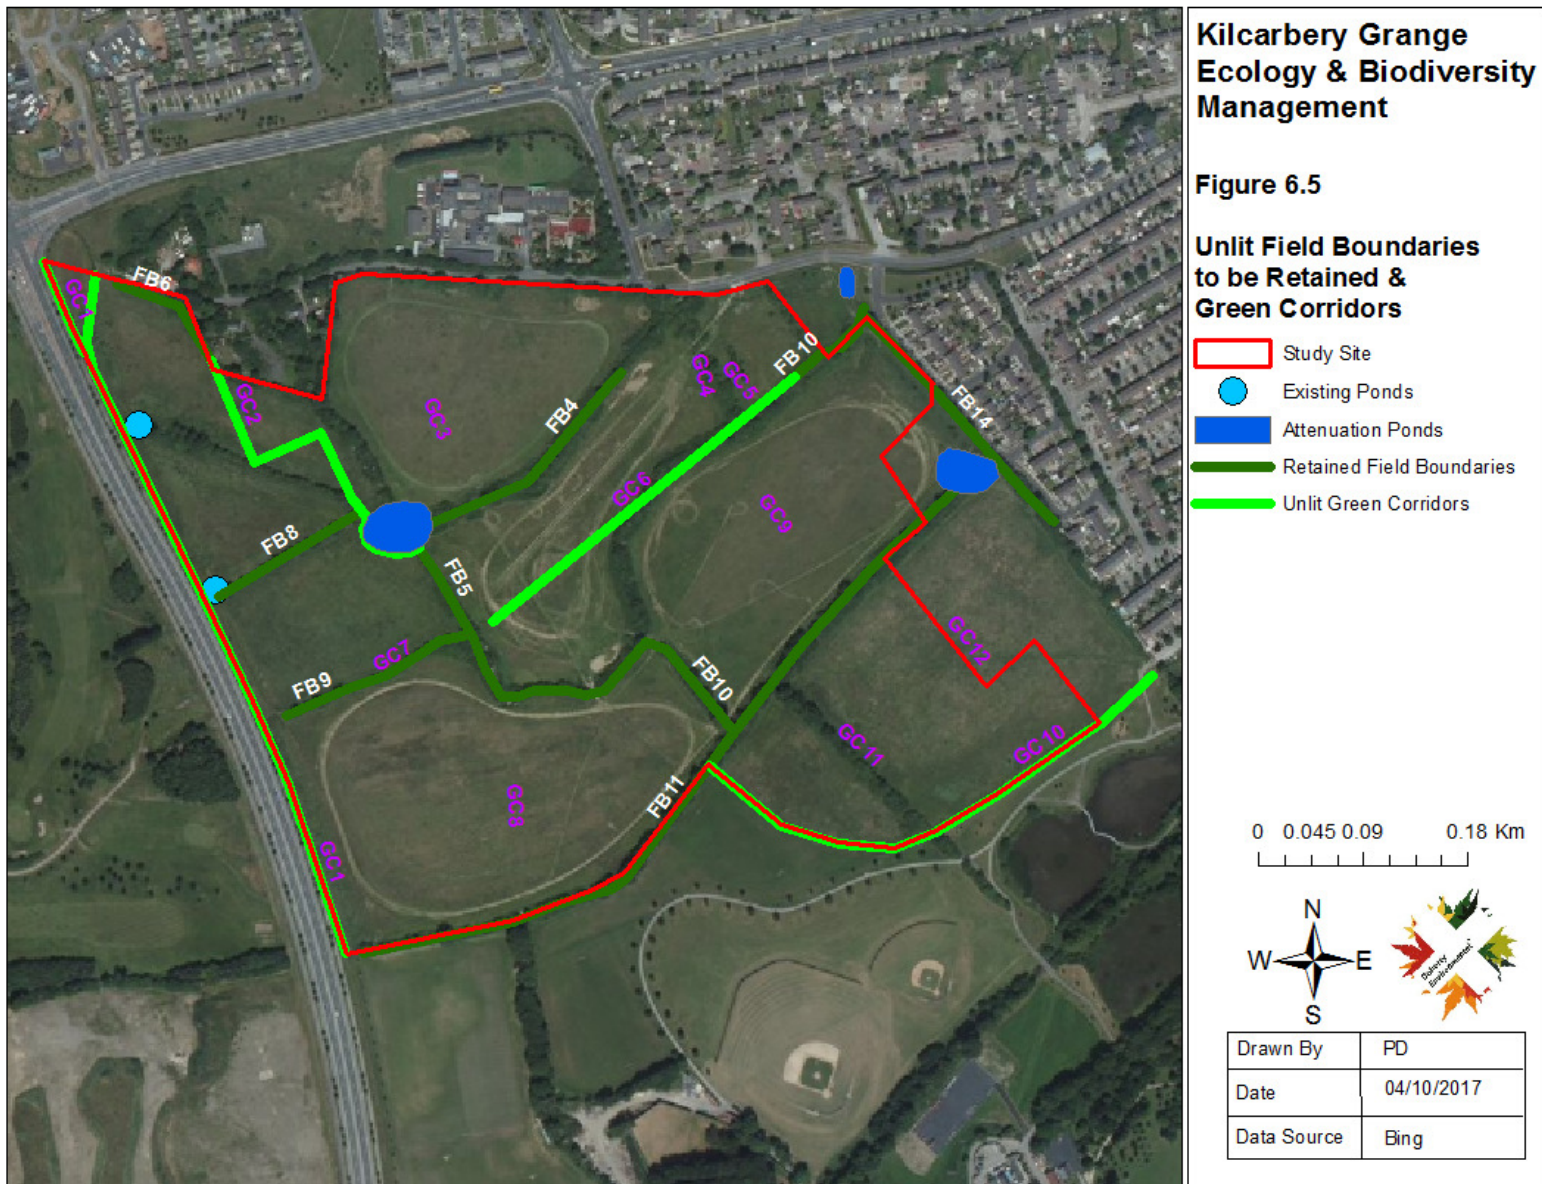 Kilcarbery Grange
Ecology & Biodiversity
Management
Figure 6.5
Unlit Field Boundaries
to be Retained &
Green Corridors
Study Site
Existing Ponds
Attenuation Ponds
Retained Field Boundaries
Unlit Green Corridors
0 0.045 0.09 0.18 Km
N
W E
S
Doherty
Environmental
Drawn By PD
Date 04/10/2017
Data Source Bing
FB6
GC1
GC2
GC3
FB4
GC4
GC5
FB10
FB14
GC6
GC9
FB8
FB5
GC7
FB9
FB10
GC12
GC11
GC10
GC8
FB11
GC1